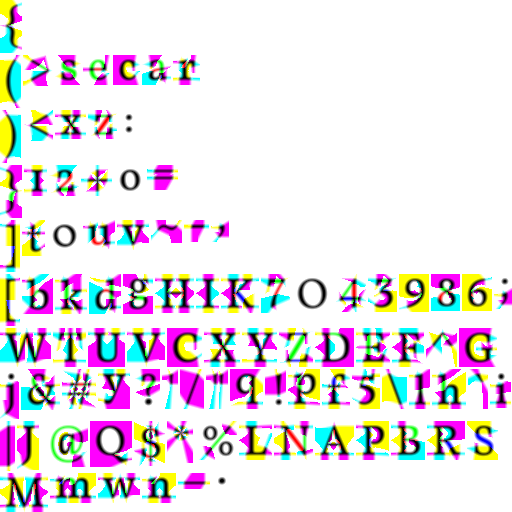 {
( > s e c a r
) < x z :
} 1 2 + o =
] t o u v ~ - ,
[ b k d g H I K 7 O 4 3 9 8 6 ;
W T U V C X Y Z D E F ^ G
j & # y ? ' / " q ! p f 5 \ l h i
| J @ Q $ * % L N A P B R S
M m w n - .